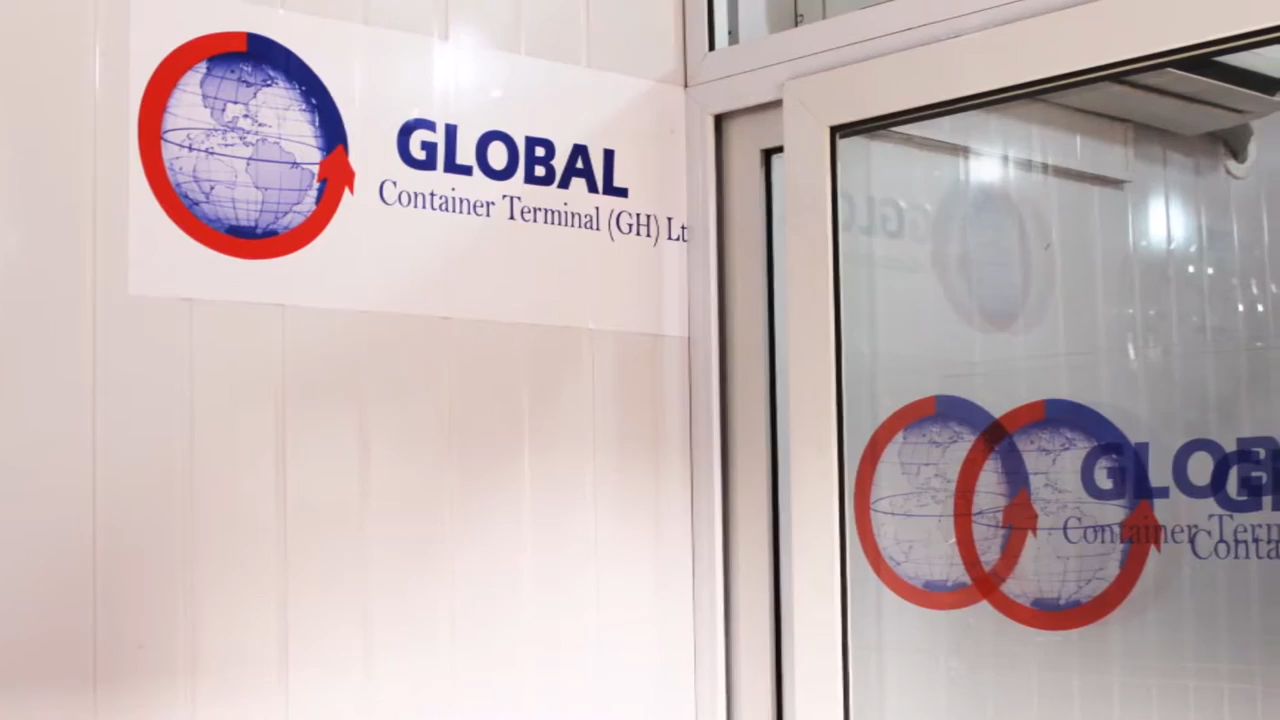 GLOBAL
Container Terminal (GH) Lt
GLOB
Container Term
Conta